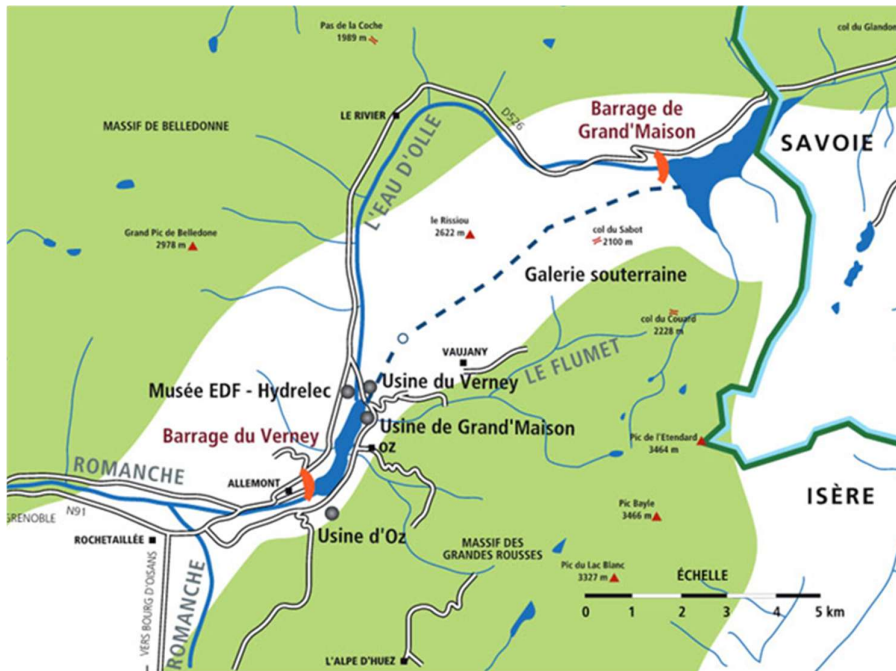 Pas de la Coche
1989 m
col du Glandon
MASSIF DE BELLEDONNE
LE RIVIER
D526
Barrage de
Grand'Maison
SAVOIE
L'EAU D'OLLE
le Rissiou
2622 m
col du Sabot
2100 m
Grand Pic de Belledone
2978 m
Galerie souterraine
col du Couard
2228 m
VAUJANY
LE FLUMET
Musée EDF - Hydrelec
Usine du Verney
Usine de Grand'Maison
Barrage du Verney
OZ
Pic de l'Etendard
3464 m
ROMANCHE
ALLEMONT
ISÈRE
GRENOBLE
N91
Usine d'Oz
Pic Bayle
3466 m
ROCHETAILLÉE
MASSIF DES
GRANDES ROUSSES
Pic du Lac Blanc
3327 m
ÉCHELLE
0 1 2 3 4 5 km
VERS BOURG D'OISANS
ROMANCHE
L'ALPE D'HUEZ